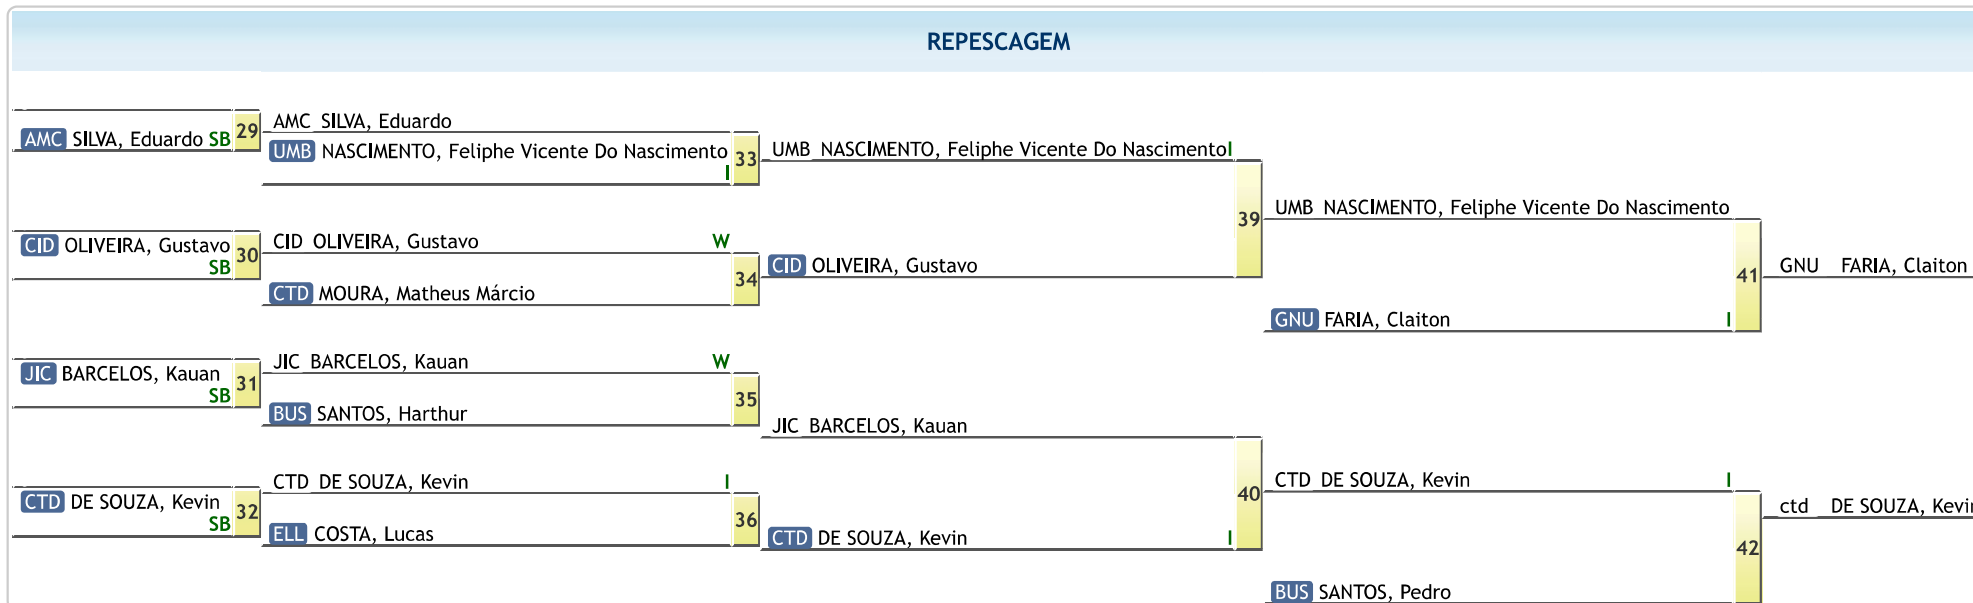 REPESCAGEM
AMC SILVA, Eduardo SB
29
AMC SILVA, Eduardo
UMB NASCIMENTO, Feliphe Vicente Do Nascimento
I
33
UMB NASCIMENTO, Feliphe Vicente Do Nascimento I
CID OLIVEIRA, Gustavo
SB
30
CID OLIVEIRA, Gustavo W
CTD MOURA, Matheus Márcio
34
CID OLIVEIRA, Gustavo
39
UMB NASCIMENTO, Feliphe Vicente Do Nascimento
GNU FARIA, Claiton I
41
GNU FARIA, Claiton
JIC BARCELOS, Kauan
SB
31
JIC BARCELOS, Kauan W
BUS SANTOS, Harthur
35
JIC BARCELOS, Kauan
CTD DE SOUZA, Kevin
SB
32
CTD DE SOUZA, Kevin I
ELL COSTA, Lucas
36
CTD DE SOUZA, Kevin I
40
CTD DE SOUZA, Kevin I
BUS SANTOS, Pedro
42
ctd DE SOUZA, Kevin